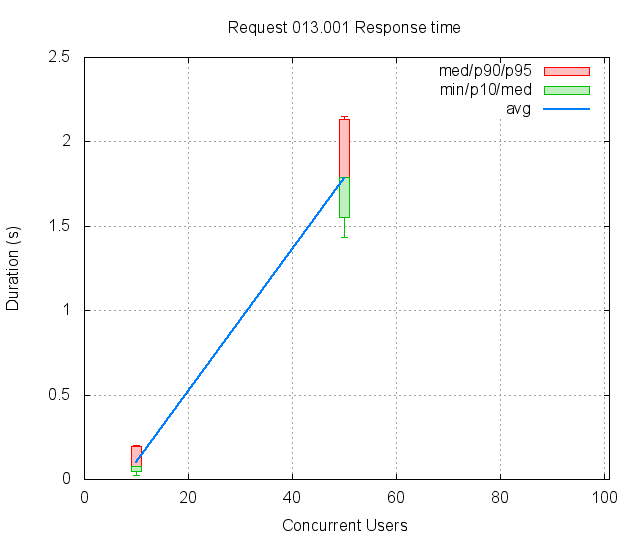 Request 013.001 Response time
2.5
2
1.5
1
0.5
0
Duration (s)
med/p90/p95
min/p10/med
avg
0
20
40
60
80
100
Concurrent Users